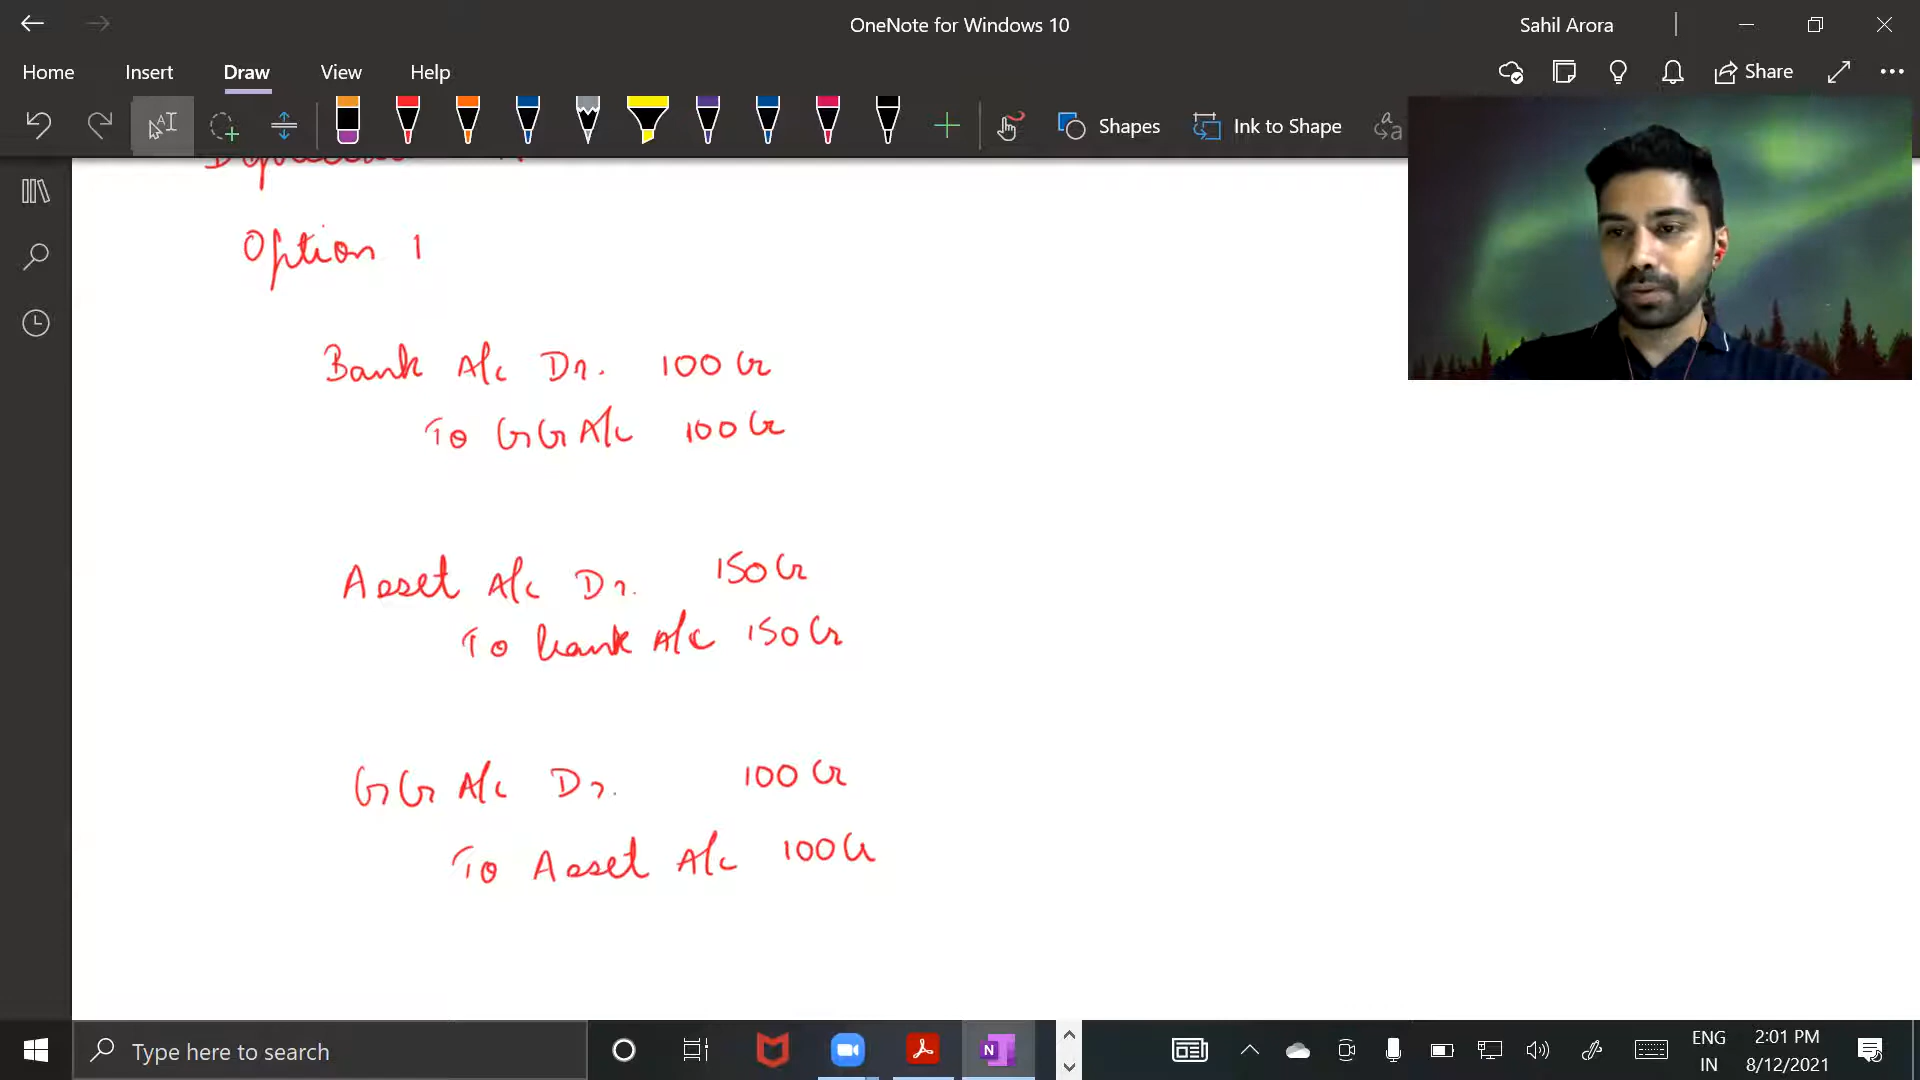 OneNote for Windows 10
Sahil Arora
Home Insert Draw View Help
Share
Shapes
Ink to Shape
Option 1
Bank A/c Dr. 100 Cr
To GG A/c 100 Cr
Asset A/c Dr. 150 Cr
To bank A/c 150 Cr
GG A/c Dr. 100 Cr
To Asset A/c 100 Cr
Type here to search
ENG
IN
2:01 PM
8/12/2021